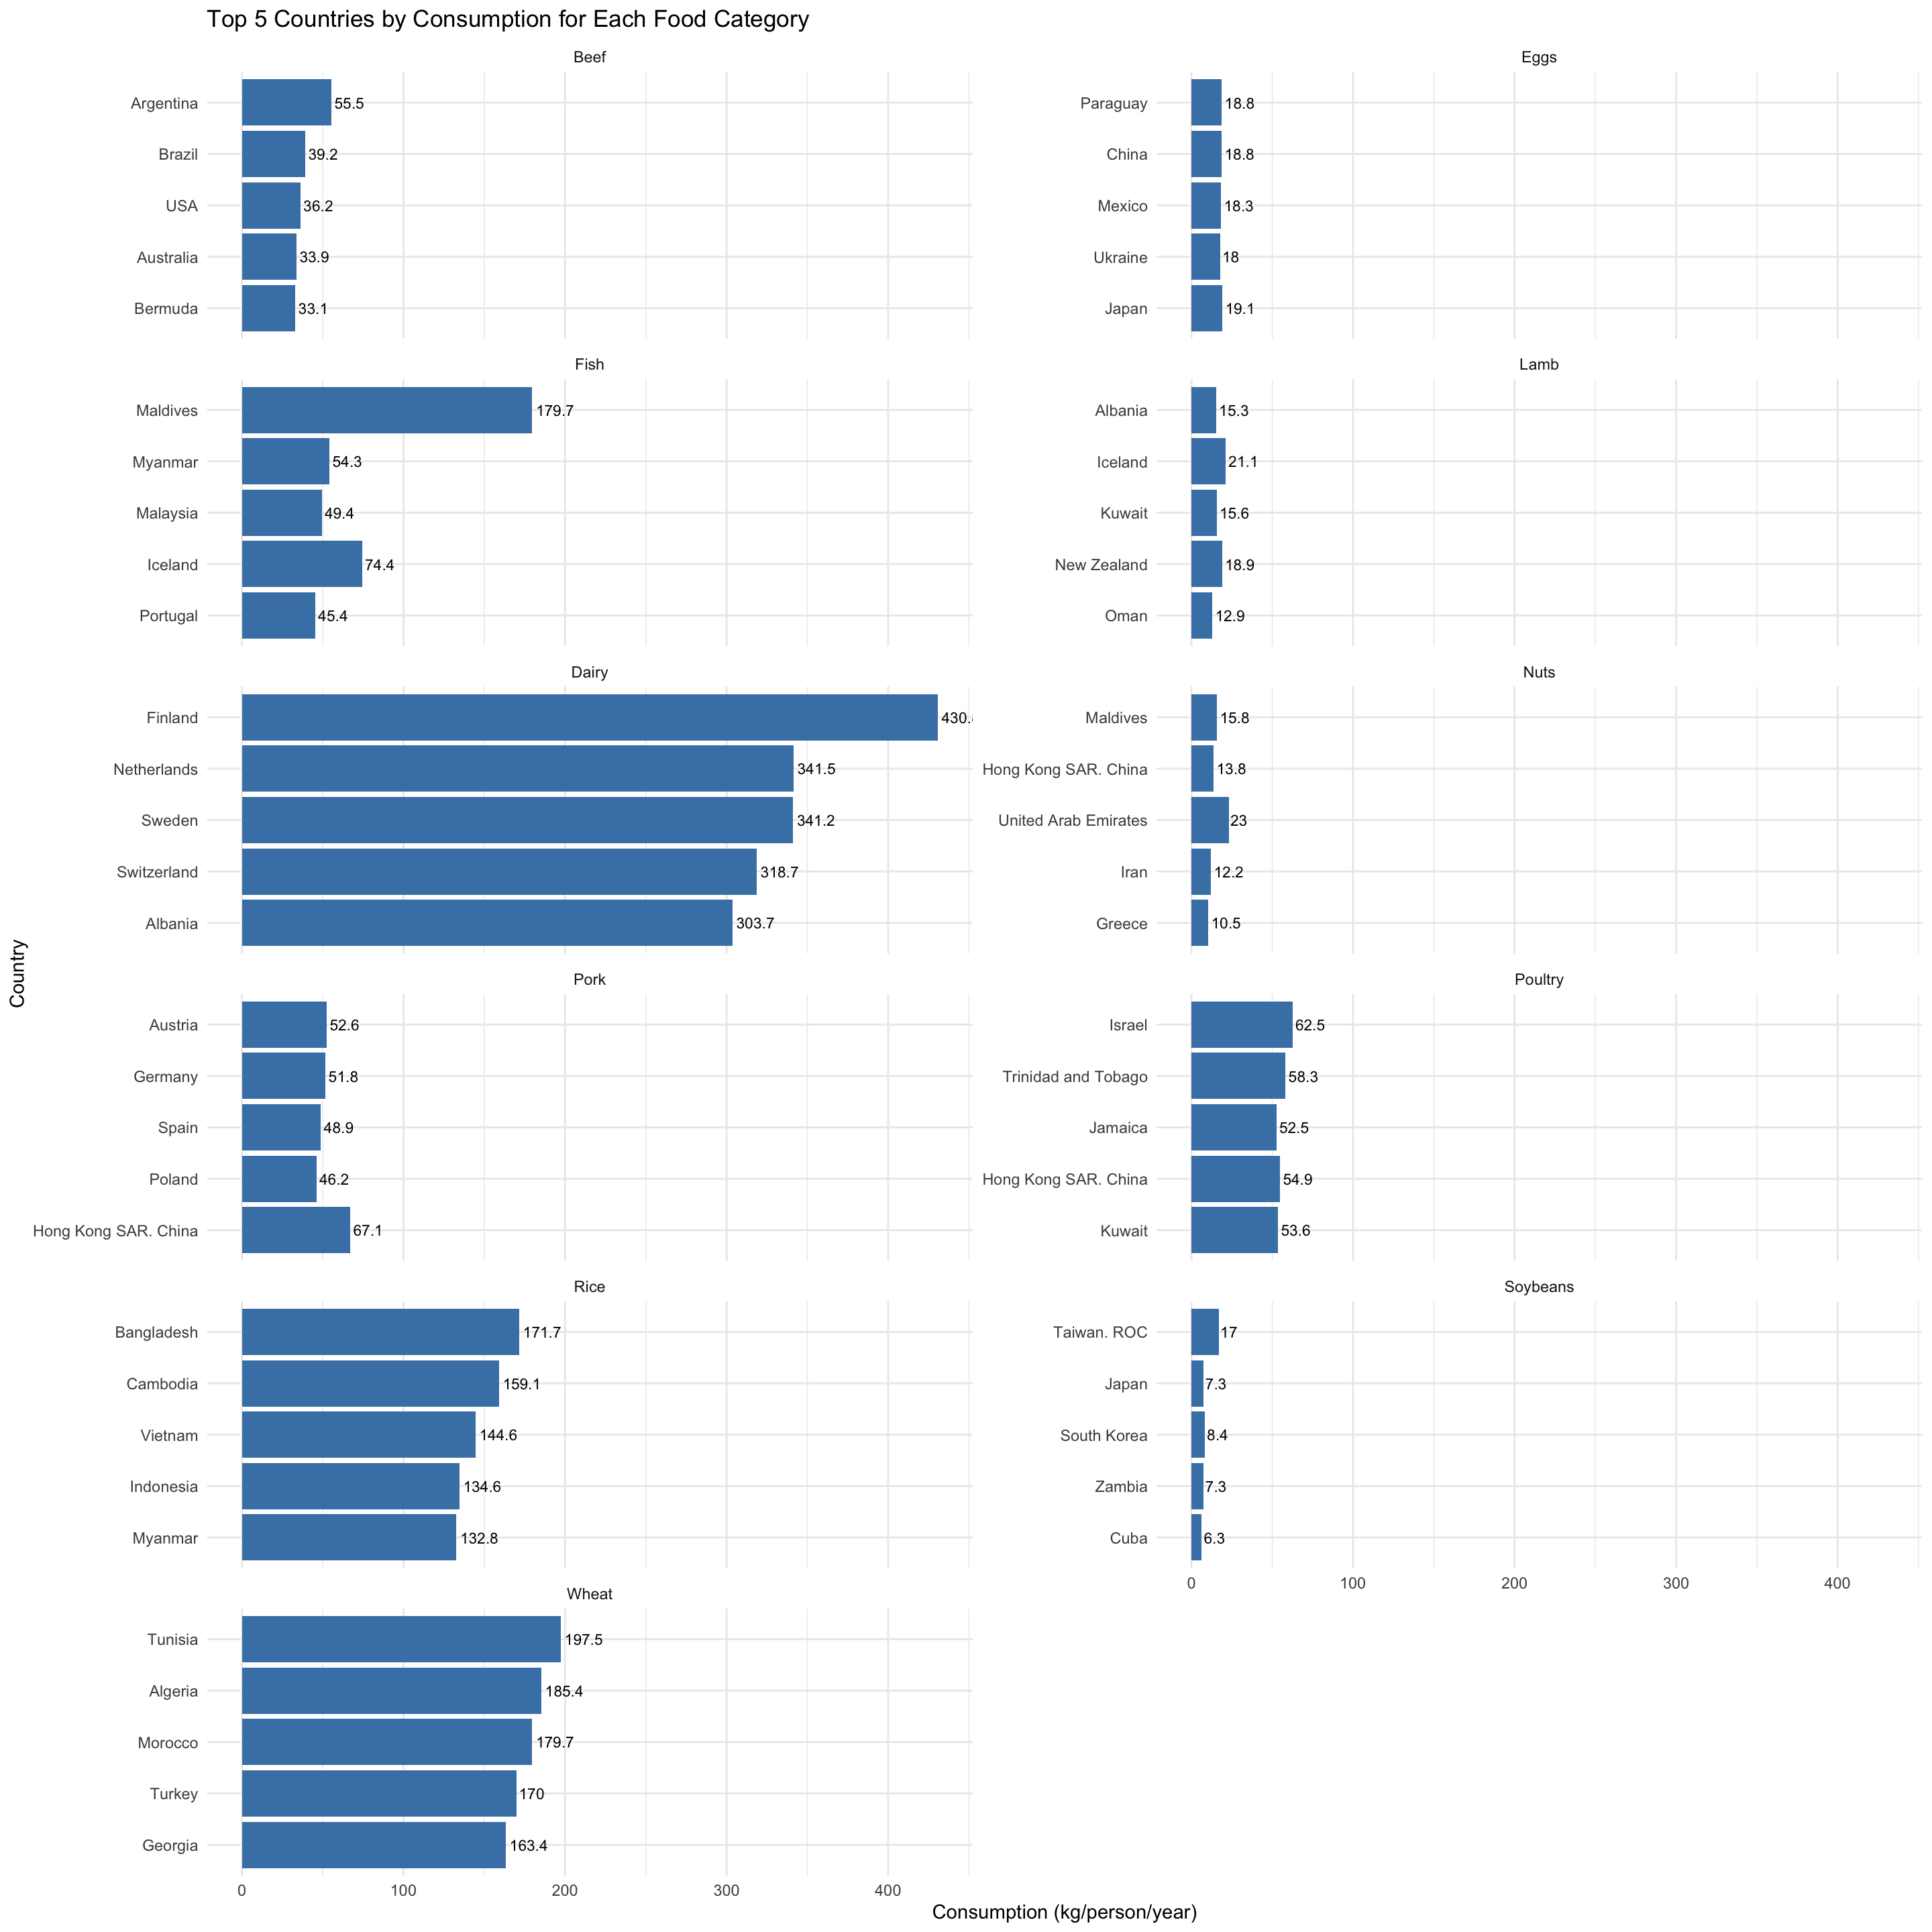 Top 5 Countries by Consumption for Each Food Category
Beef
Argentina 55.5
Brazil 39.2
USA 36.2
Australia 33.9
Bermuda 33.1
Eggs
Paraguay 18.8
China 18.8
Mexico 18.3
Ukraine 18
Japan 19.1
Fish
Maldives 179.7
Myanmar 54.3
Malaysia 49.4
Iceland 74.4
Portugal 45.4
Lamb
Albania 15.3
Iceland 21.1
Kuwait 15.6
New Zealand 18.9
Oman 12.9
Dairy
Finland 430.
Netherlands 341.5
Sweden 341.2
Switzerland 318.7
Albania 303.7
Nuts
Maldives 15.8
Hong Kong SAR. China 13.8
United Arab Emirates 23
Iran 12.2
Greece 10.5
Pork
Austria 52.6
Germany 51.8
Spain 48.9
Poland 46.2
Hong Kong SAR. China 67.1
Poultry
Israel 62.5
Trinidad and Tobago 58.3
Jamaica 52.5
Hong Kong SAR. China 54.9
Kuwait 53.6
Rice
Bangladesh 171.7
Cambodia 159.1
Vietnam 144.6
Indonesia 134.6
Myanmar 132.8
Soybeans
Taiwan. ROC 17
Japan 7.3
South Korea 8.4
Zambia 7.3
Cuba 6.3
0 100 200 300 400
Wheat
Tunisia 197.5
Algeria 185.4
Morocco 179.7
Turkey 170
Georgia 163.4
0 100 200 300 400
Country
Consumption (kg/person/year)